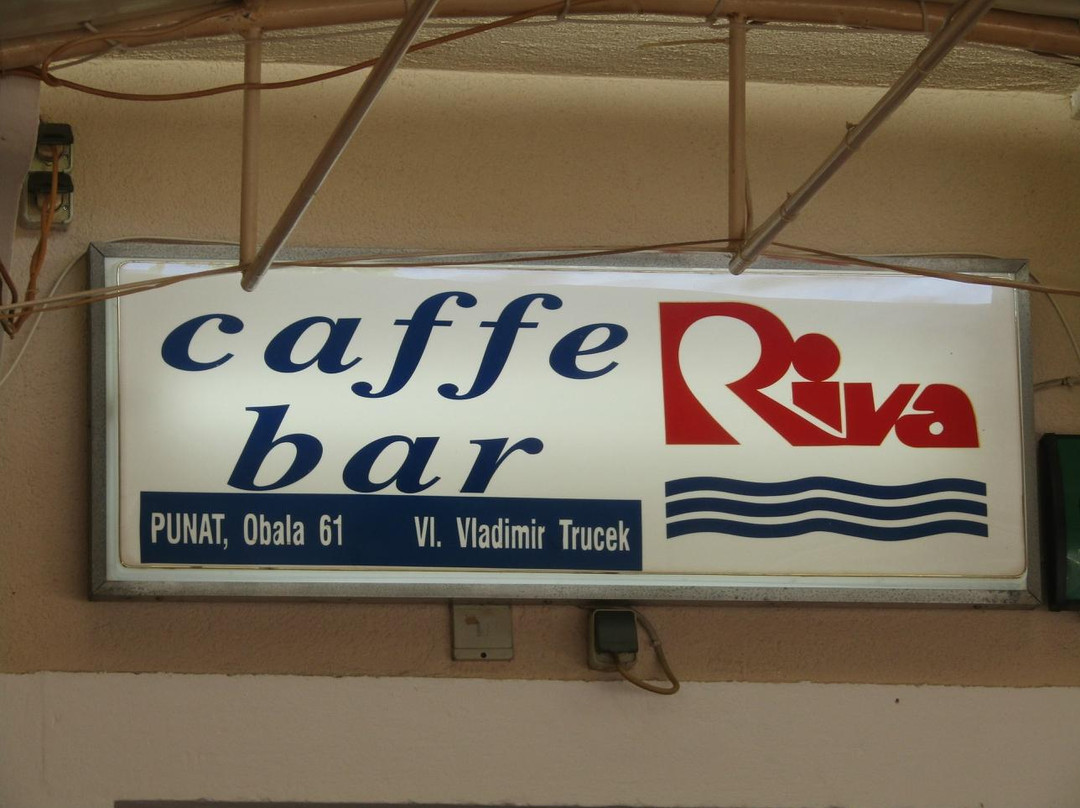 caffe
bar
Riva
PUNAT, Obala 61 Vl. Vladimir Trucek